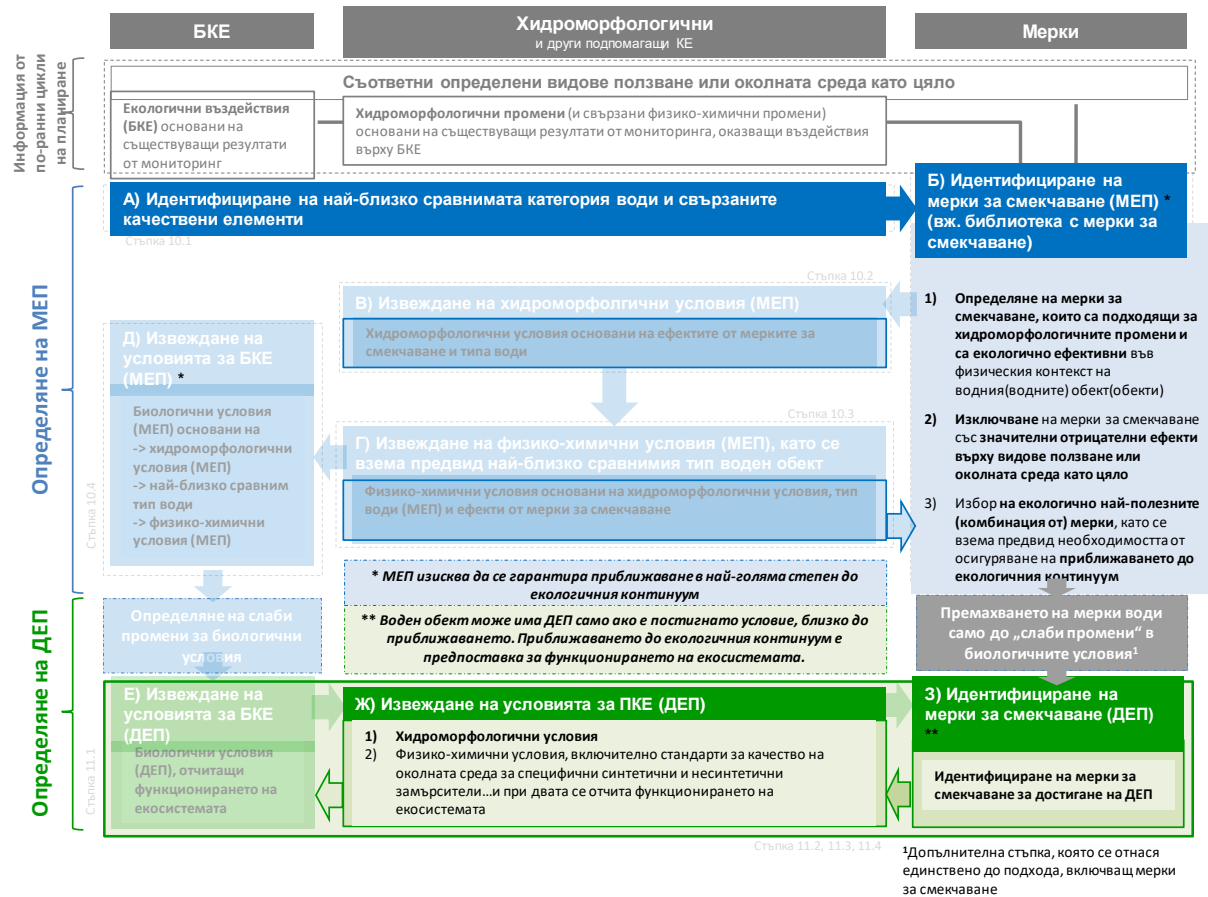 БКЕ
Хидроморфологични
и други подпомагащи КЕ
Мерки
Информация от
по-ранни цикли
на планиране
Съответни определени видове ползване или околната среда като цяло
Екологични въздействия
(БКЕ) основани на
съществуващи резултати
от мониторинг
Хидроморфологични промени (и свързани физико-химични промени)
основани на съществуващи резултати от мониторинга, оказващи въздействия
върху БКЕ
Определяне на МЕП
А) Идентифициране на най-близко сравнимата категория води и свързаните
качествени елементи
Стъпка 10.1
Б) Идентифициране на
мерки за смекчаване (МЕП) *
(вж. библиотека с мерки за
смекчаване)
Стъпка 10.2
В) Извеждане на хидроморфолгични условия (МЕП)
Хидроморфологични условия основани на ефектите от мерките за
смекчаване и типа води
Д) Извеждане на
условията за БКЕ
(МЕП) *
Биологични условия
(МЕП) основани на
-> хидроморфологични
условия (МЕП)
-> най-близко сравним
тип води
-> физико-химични
условия (МЕП)
Стъпка 10.4
Стъпка 10.3
Г) Извеждане на физико-химични условия (МЕП), като се
взема предвид най-близко сравнимия тип воден обект
Физико-химични условия основани на хидроморфологични условия, тип
води (МЕП) и ефекти от мерки за смекчаване
1) Определяне на мерки за
смекчаване, които са подходящи за
хидроморфологичните промени и
са екологично ефективни във
физическия контекст на
водния(водните) обект(обекти)
2) Изключване на мерки за смекчаване
със значителни отрицателни ефекти
върху видове ползване или
околната среда като цяло
3) Избор на екологично най-полезните
(комбинация от) мерки, като се
взема предвид необходимостта от
осигуряване на приближаването до
екологичния континуум
* МЕП изисква да се гарантира приближаване в най-голяма степен до
екологичния континуум
** Воден обект може има ДЕП само ако е постигнато условие, близко до
приближаването. Приближаването до екологичния континуум е
предпоставка за функционирането на екосистемата.
Определяне на слаби
промени за биологични
условия
Премахването на мерки води
само до „слаби промени“ в
биологичните условия¹
Определяне на ДЕП
Стъпка 11.1
Е) Извеждане на
условията за БКЕ
(ДЕП)
Биологични условия
(ДЕП), отчитащи
функционирането на
екосистемата
Ж) Извеждане на условията за ПКЕ (ДЕП)
1) Хидроморфологични условия
2) Физико-химични условия, включително стандарти за качество на
околната среда за специфични синтетични и несинтетични
замърсители...и при двата се отчита функционирането на
екосистемата
З) Идентифициране на
мерки за смекчаване (ДЕП)
**
Идентифициране на мерки за
смекчаване за достигане на ДЕП
Стъпка 11.2, 11.3, 11.4
¹Допълнителна стъпка, която се отнася
единствено до подхода, включващ мерки
за смекчаване